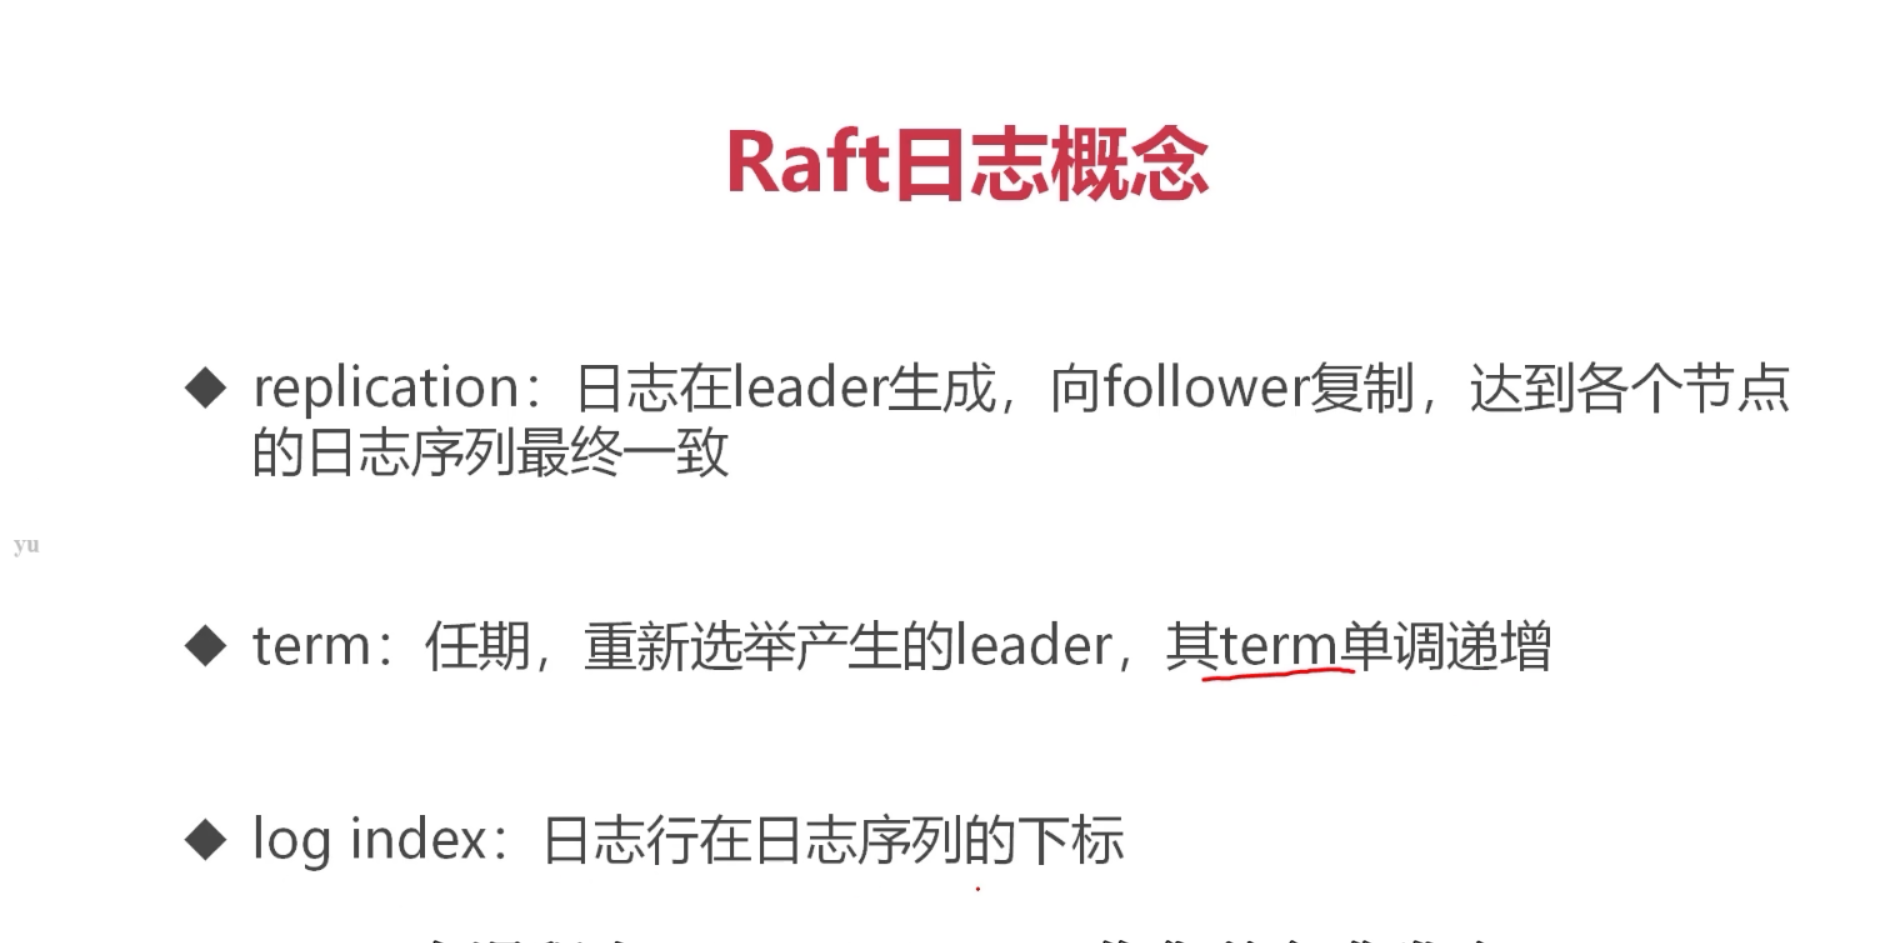 Raft日志概念
◆ replication：日志在leader生成，向follower复制，达到各个节点
的日志序列最终一致
yu
◆ term：任期，重新选举产生的leader，其term单调递增
◆ log index：日志行在日志序列的下标